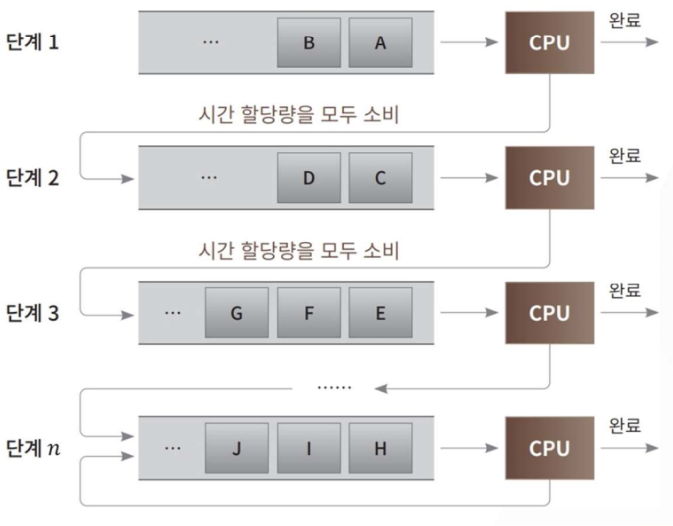 단계 1 … B A CPU 완료
시간 할당량을 모두 소비
단계 2 … D C CPU 완료
시간 할당량을 모두 소비
단계 3 … G F E CPU 완료
……
단계 n … J I H CPU 완료